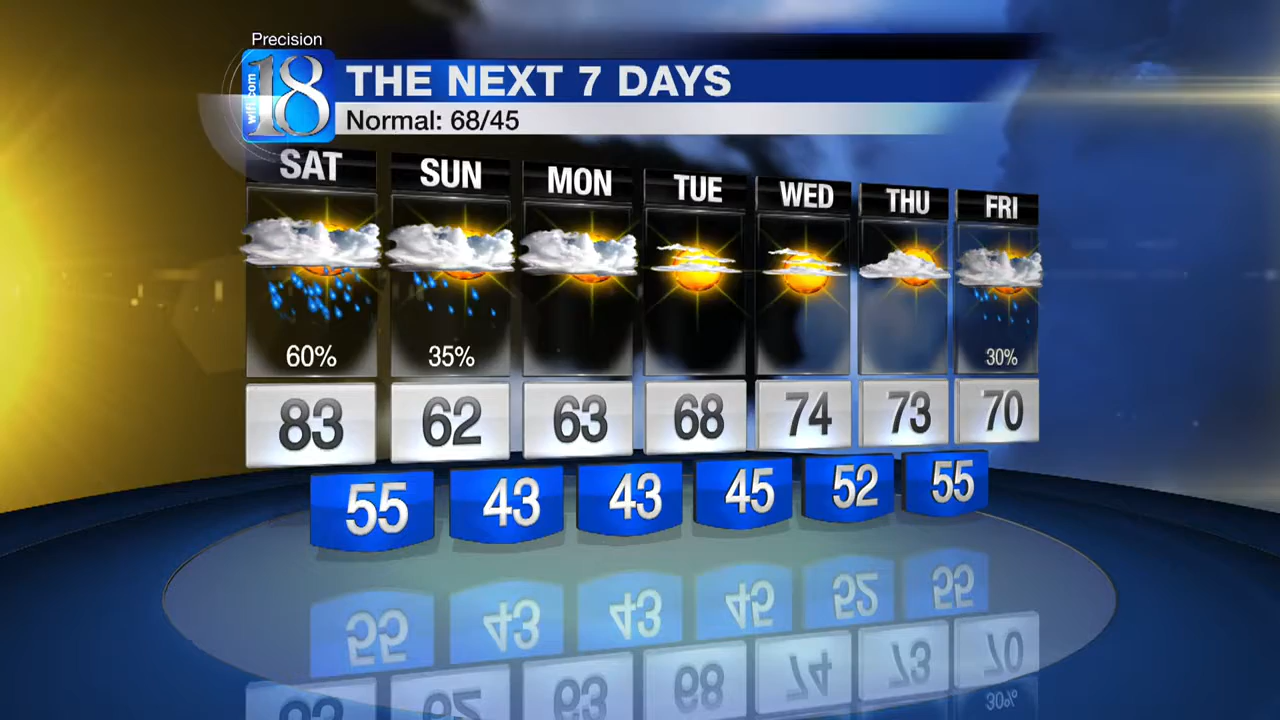 Precision
wlfi.com
18
THE NEXT 7 DAYS
Normal: 68/45
SAT SUN MON TUE WED THU FRI
60% 35% 30%
83 62 63 68 74 73 70
55 43 43 45 52 55